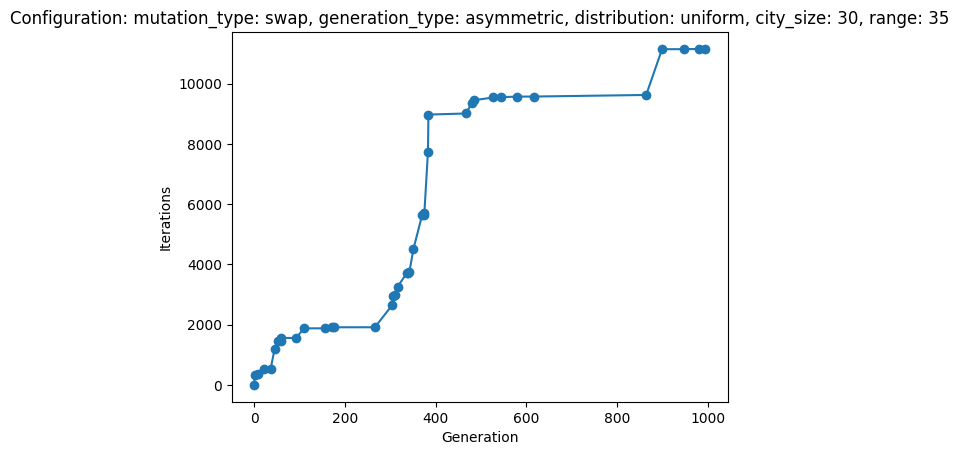 Configuration: mutation_type: swap, generation_type: asymmetric, distribution: uniform, city_size: 30, range: 35
10000
8000
6000
4000
2000
0
Iterations
0 200 400 600 800 1000
Generation